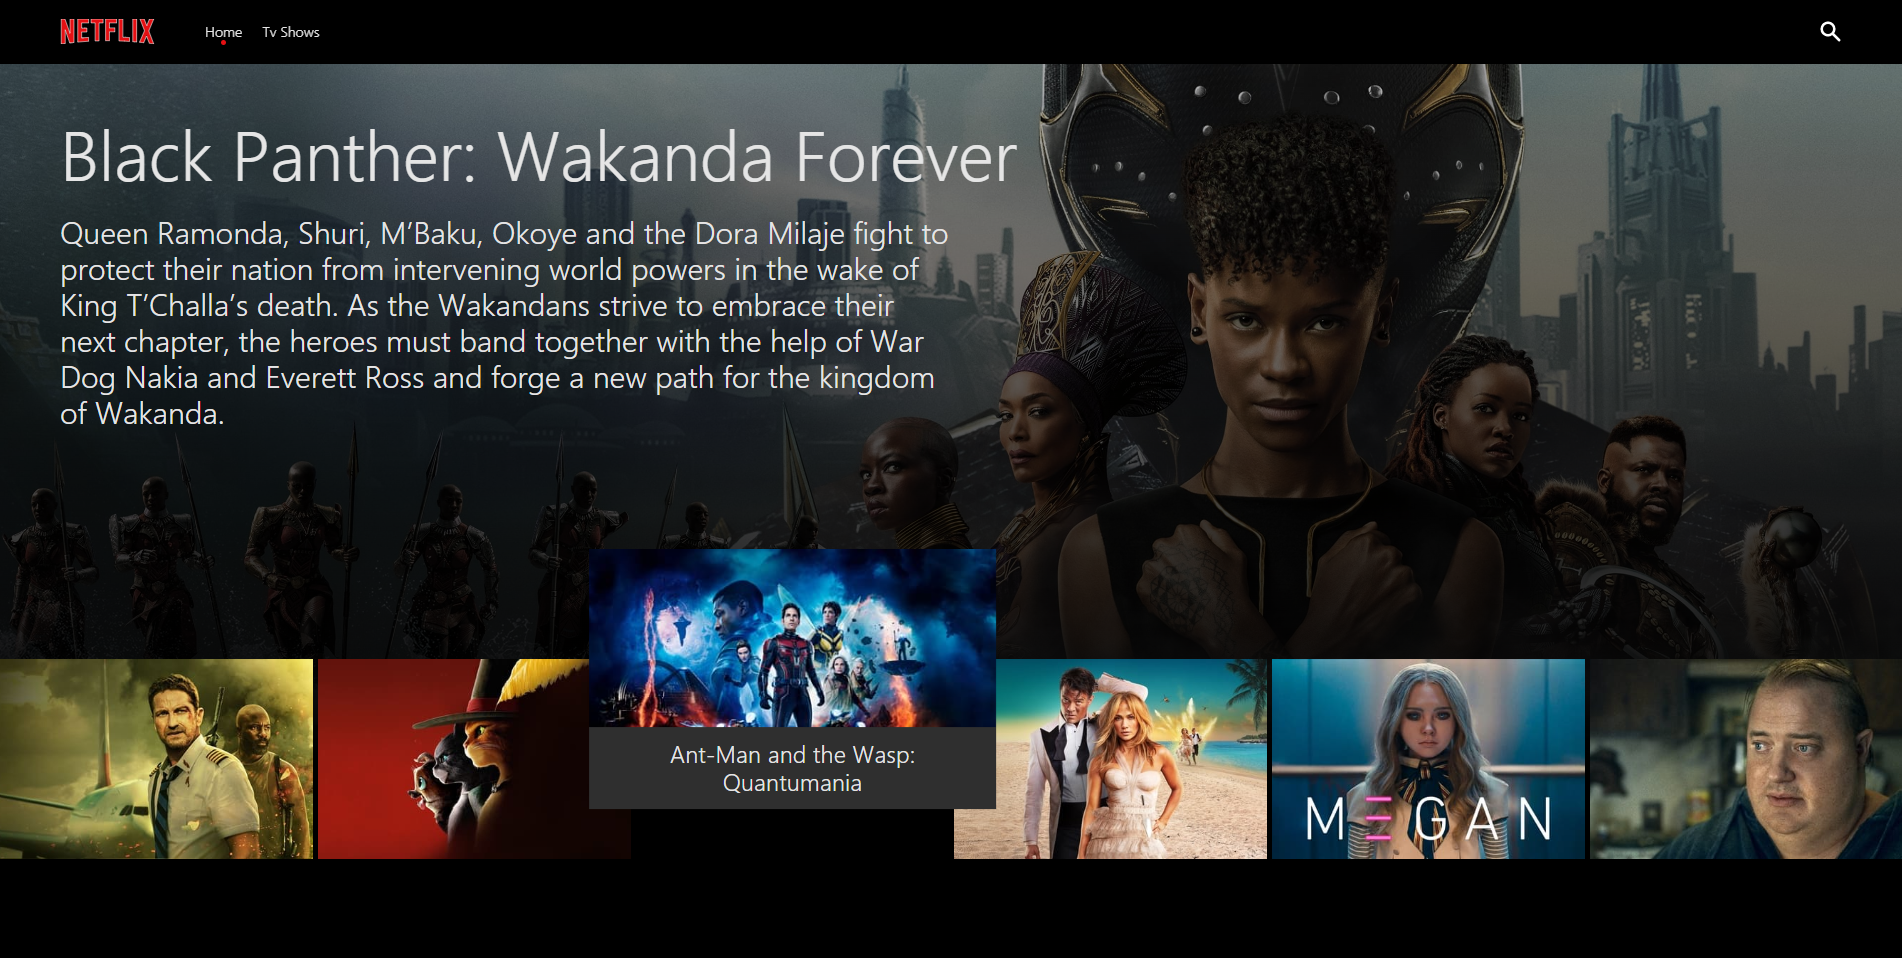 NETFLIX
Home
Tv Shows
Black Panther: Wakanda Forever
Queen Ramonda, Shuri, M’Baku, Okoye and the Dora Milaje fight to
protect their nation from intervening world powers in the wake of
King T’Challa’s death. As the Wakandans strive to embrace their
next chapter, the heroes must band together with the help of War
Dog Nakia and Everett Ross and forge a new path for the kingdom
of Wakanda.
Ant-Man and the Wasp:
Quantumania
M≡GAN